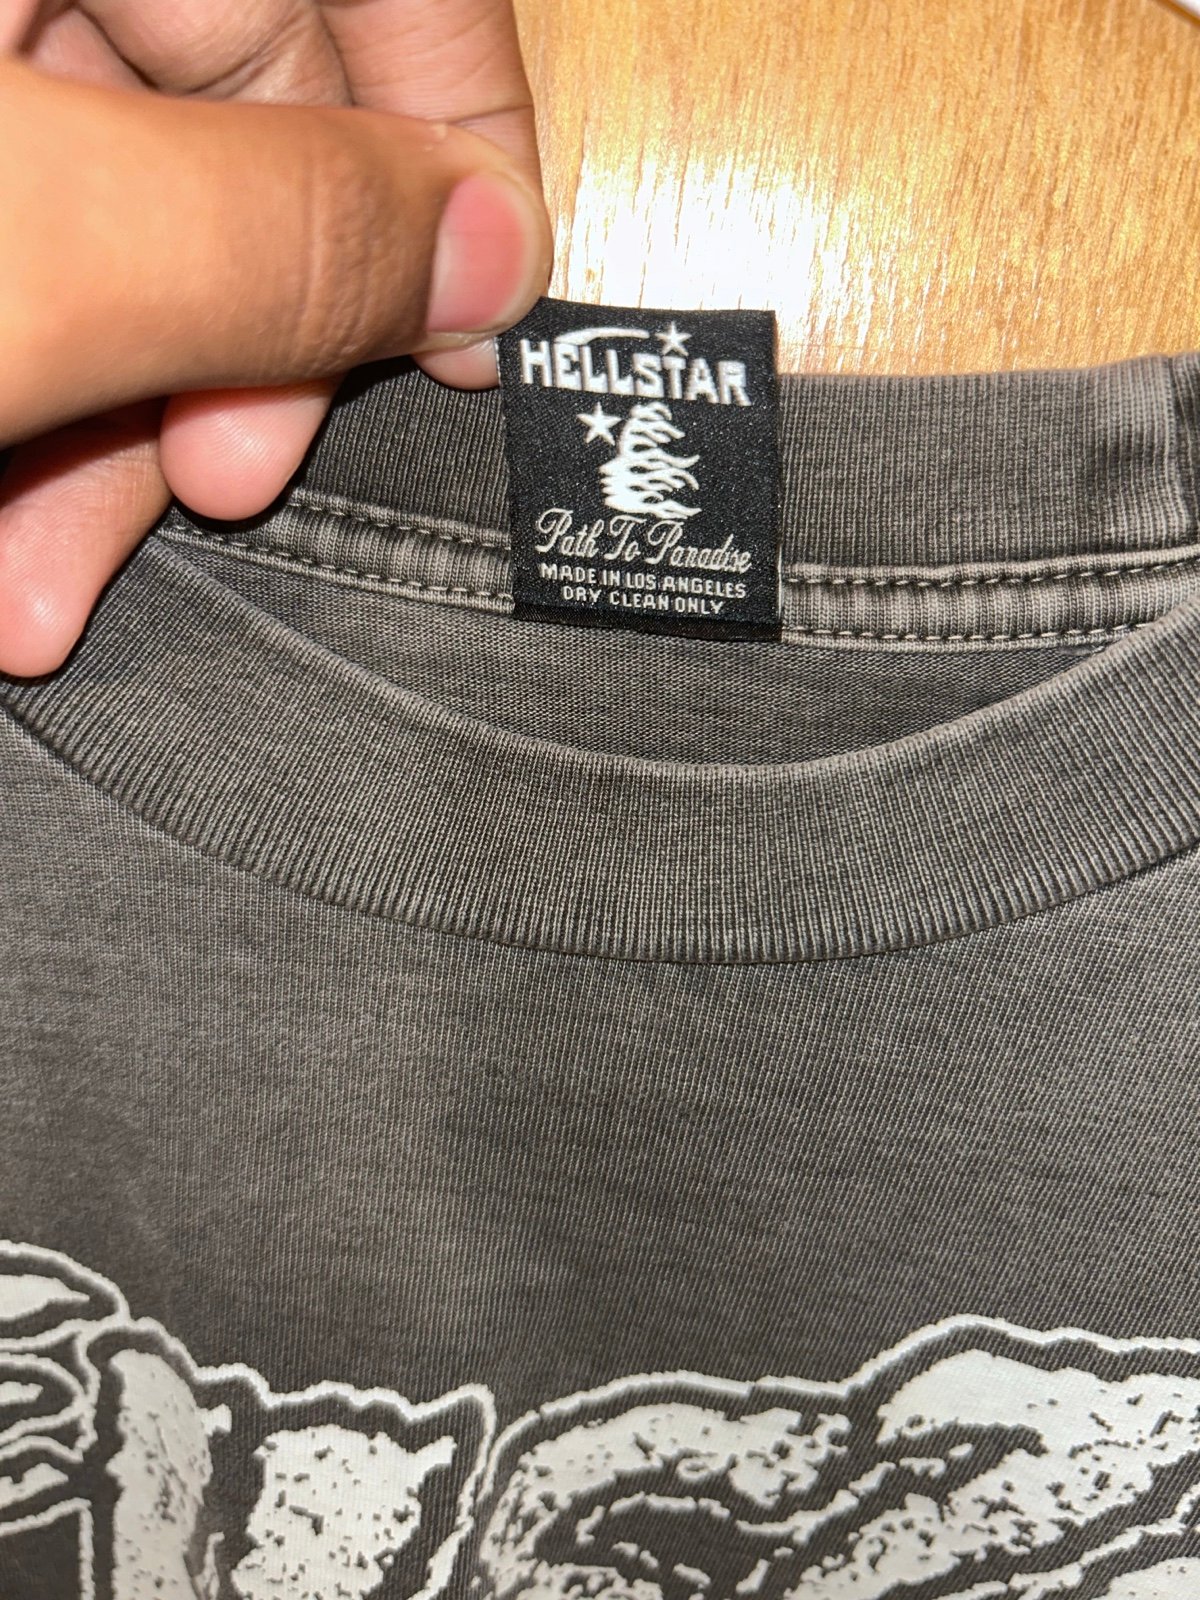 HELLSTAR
Path To Paradise
MADE IN LOS ANGELES
DRY CLEAN ONLY